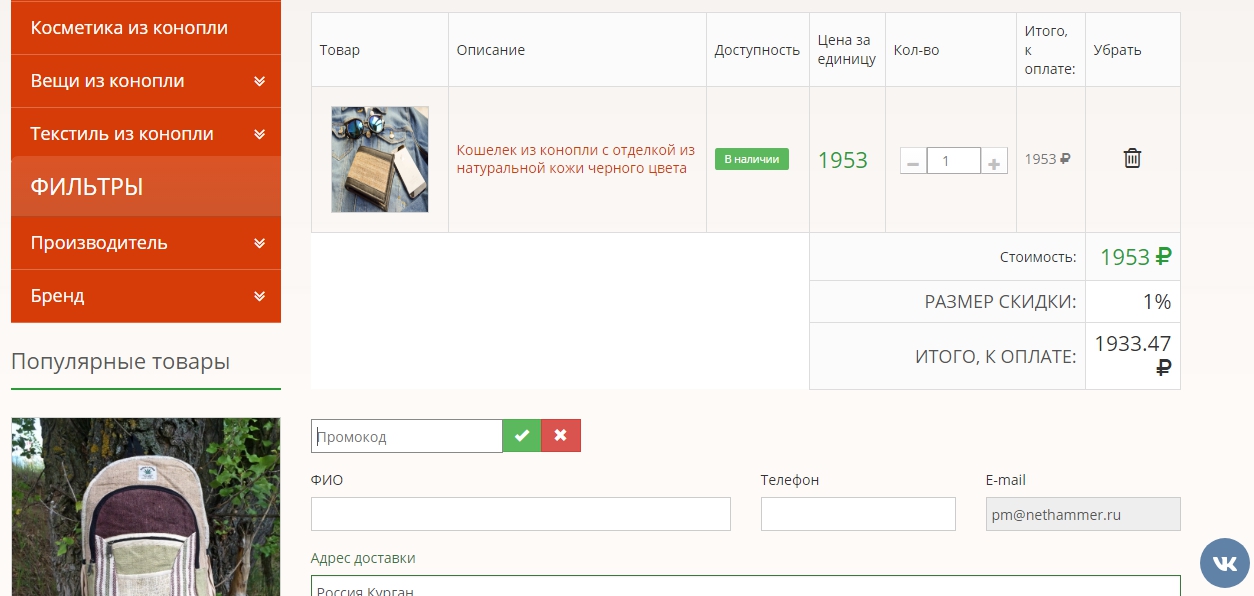 Косметика из конопли
Вещи из конопли
Текстиль из конопли
ФИЛЬТРЫ
Производитель
Бренд
Популярные товары
Товар
Описание
Доступность
Цена за
единицу
Кол-во
Итого,
к
оплате:
Убрать
Кошелек из конопли с отделкой из
натуральной кожи черного цвета
В наличии
1953
1
1953 ₽
Стоимость:
1953 ₽
РАЗМЕР СКИДКИ:
1%
ИТОГО, К ОПЛАТЕ:
1933.47
₽
Промокод
ФИО
Телефон
E-mail
pm@nethammer.ru
Адрес доставки
Россия Курган